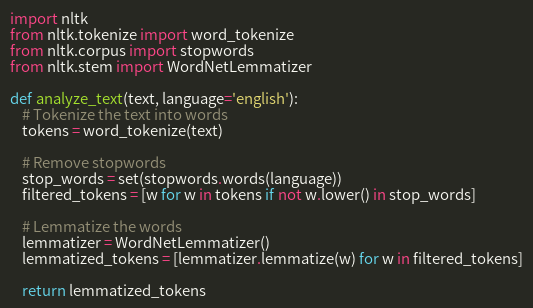 import nltk
from nltk.tokenize import word_tokenize
from nltk.corpus import stopwords
from nltk.stem import WordNetLemmatizer

def analyze_text(text, language='english'):
    # Tokenize the text into words
    tokens = word_tokenize(text)

    # Remove stopwords
    stop_words = set(stopwords.words(language))
    filtered_tokens = [w for w in tokens if not w.lower() in stop_words]

    # Lemmatize the words
    lemmatizer = WordNetLemmatizer()
    lemmatized_tokens = [lemmatizer.lemmatize(w) for w in filtered_tokens]

    return lemmatized_tokens